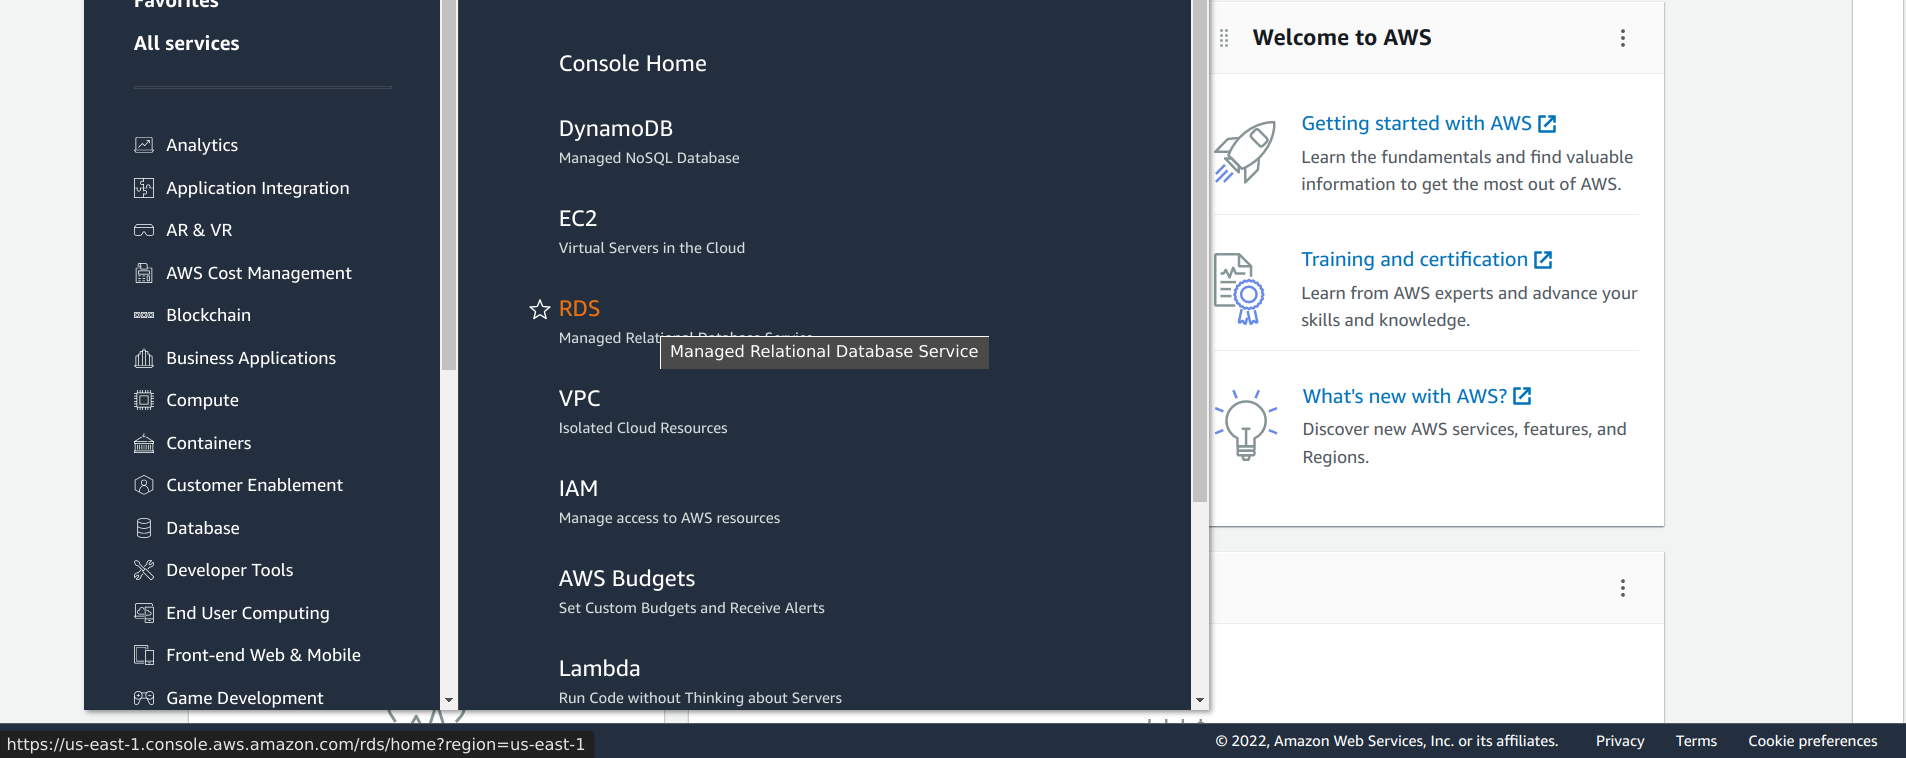 Favorites
All services
Analytics
Application Integration
AR & VR
AWS Cost Management
Blockchain
Business Applications
Compute
Containers
Customer Enablement
Database
Developer Tools
End User Computing
Front-end Web & Mobile
Game Development
Console Home
DynamoDB
Managed NoSQL Database
EC2
Virtual Servers in the Cloud
RDS
Managed Relational Database Service
Managed Relational Database Service
VPC
Isolated Cloud Resources
IAM
Manage access to AWS resources
AWS Budgets
Set Custom Budgets and Receive Alerts
Lambda
Run Code without Thinking about Servers
Welcome to AWS
Getting started with AWS
Learn the fundamentals and find valuable
information to get the most out of AWS.
Training and certification
Learn from AWS experts and advance your
skills and knowledge.
What's new with AWS?
Discover new AWS services, features, and
Regions.
https://us-east-1.console.aws.amazon.com/rds/home?region=us-east-1
© 2022, Amazon Web Services, Inc. or its affiliates.
Privacy
Terms
Cookie preferences